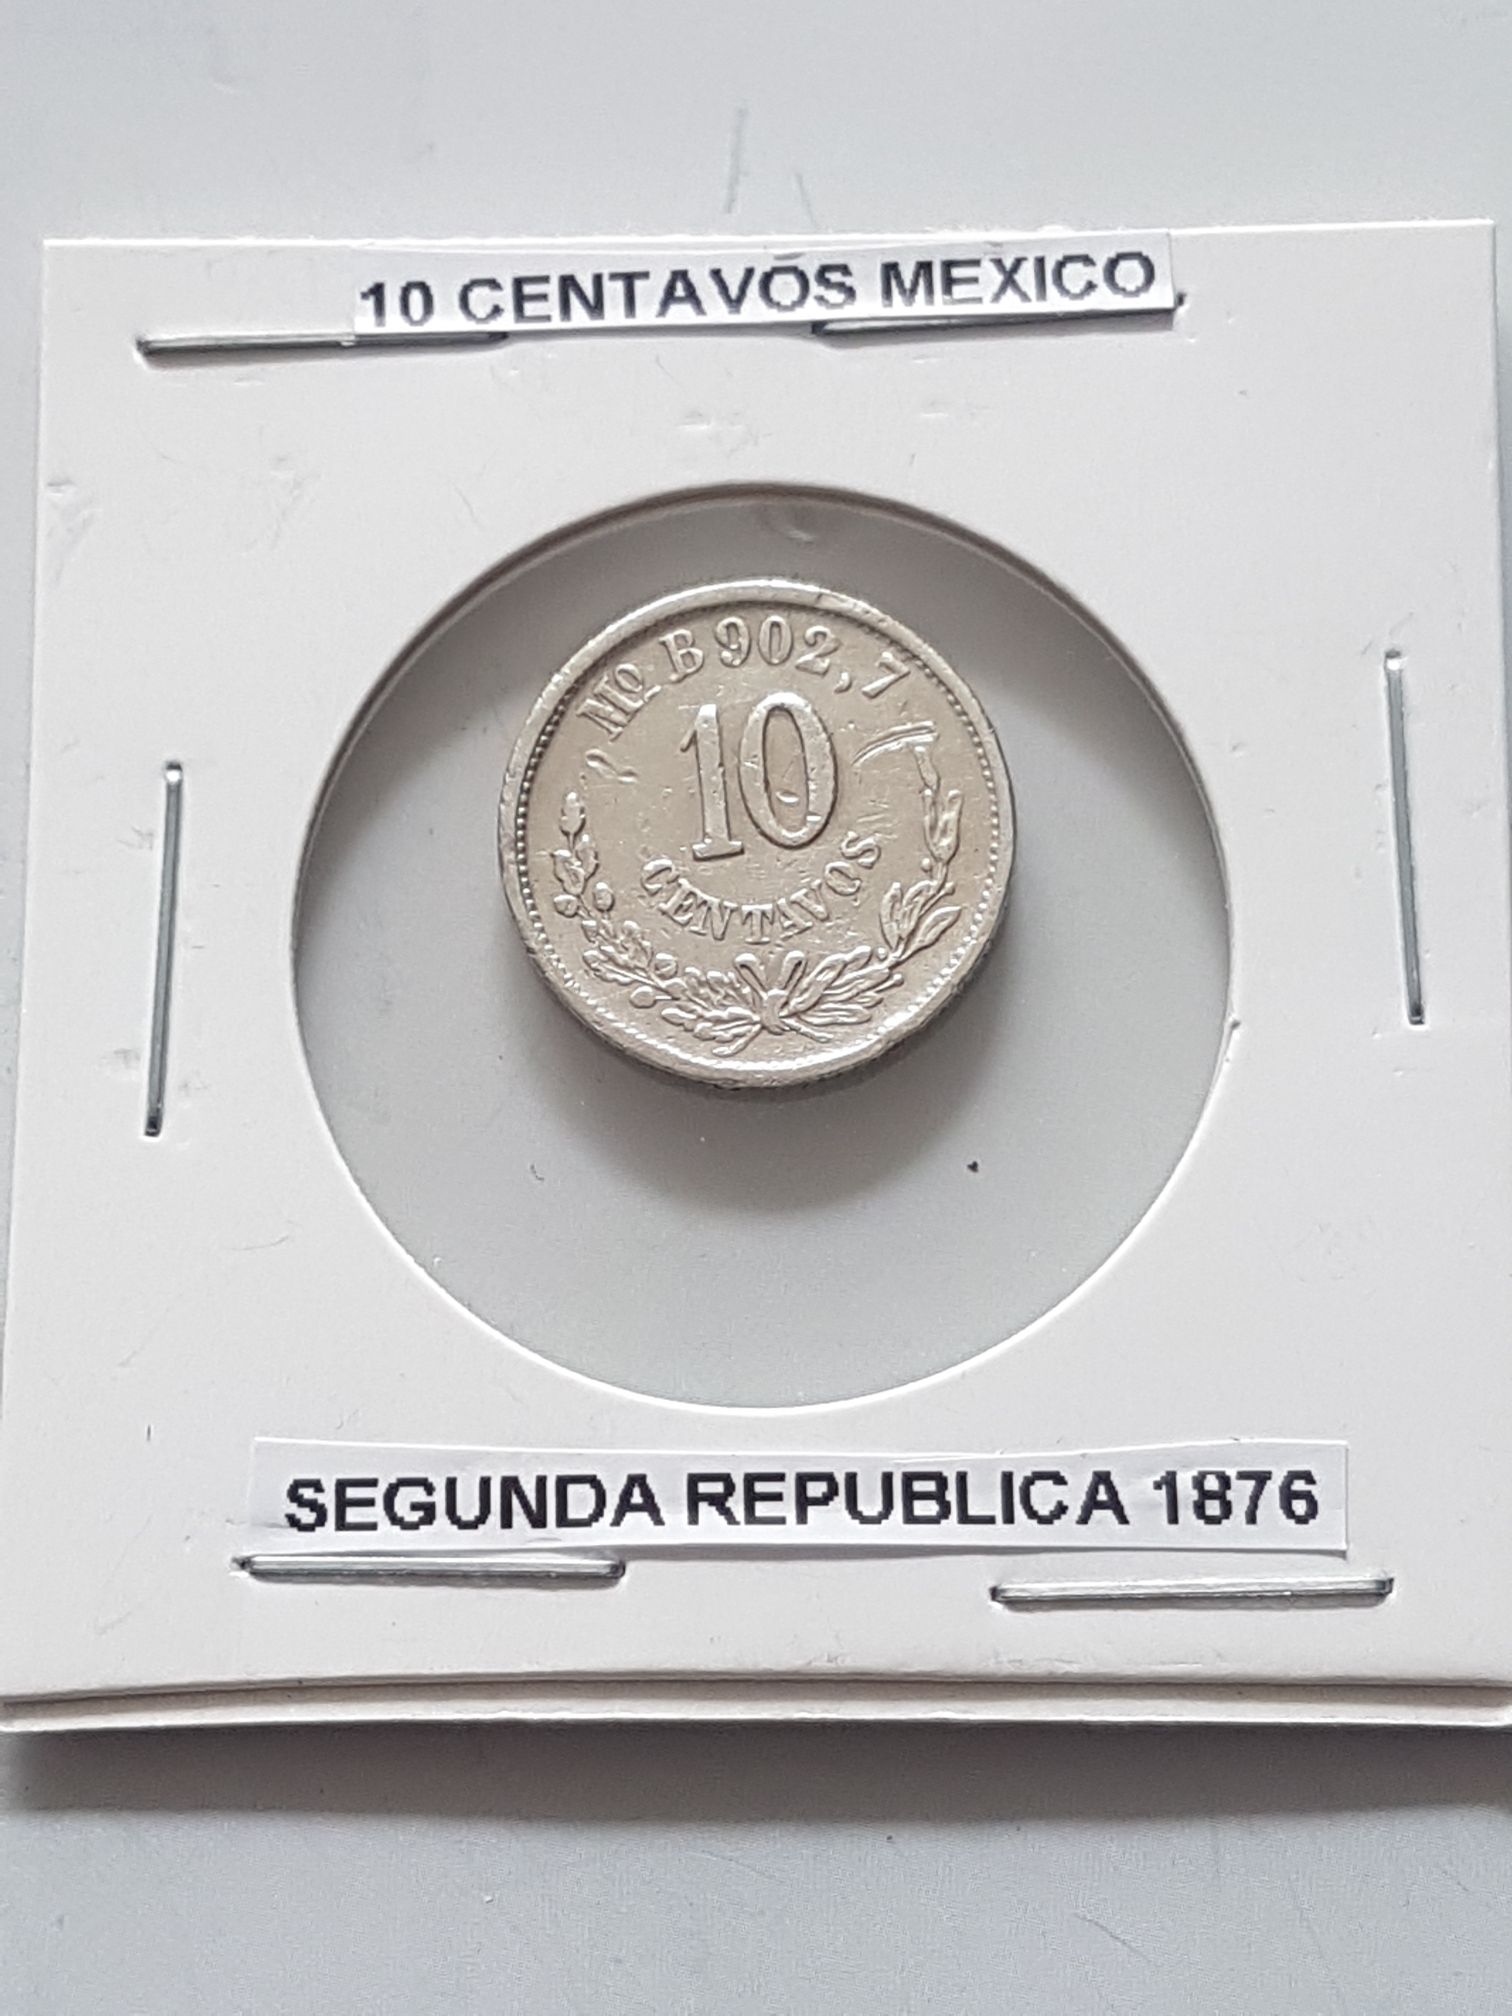 10 CENTAVOS MEXICO,
Mo B 902,7
10
CENTAVOS
SEGUNDA REPUBLICA 1876